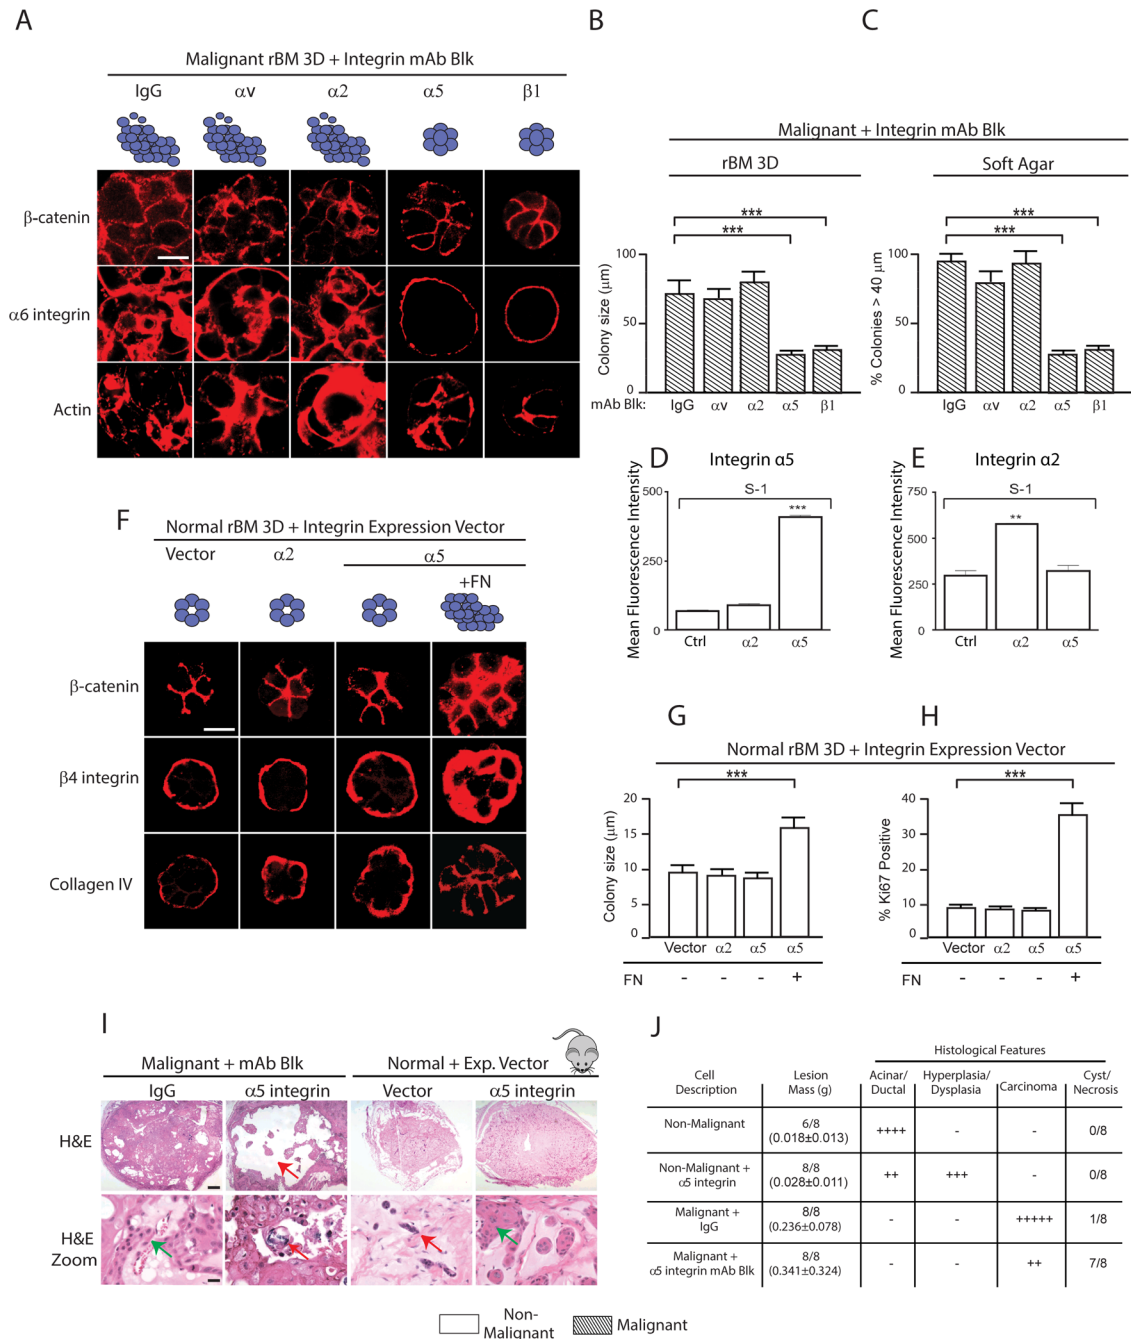 A
Malignant rBM 3D + Integrin mAb Blk
IgG αv α2 α5 β1
β-catenin
α6 integrin
Actin
B
C
Malignant + Integrin mAb Blk
rBM 3D
Soft Agar
***
***
***
***
Colony size (μm)
100
50
0
mAb Blk: IgG αv α2 α5 β1
% Colonies > 40 μm
100
50
0
IgG αv α2 α5 β1
D
Integrin α5
S-1
***
Mean Fluorescence Intensity
500
250
0
Ctrl α2 α5
E
Integrin α2
S-1
**
Mean Fluorescence Intensity
750
500
250
0
Ctrl α2 α5
F
Normal rBM 3D + Integrin Expression Vector
Vector α2 α5
+FN
β-catenin
β4 integrin
Collagen IV
G
H
Normal rBM 3D + Integrin Expression Vector
***
***
Colony size (μm)
20
15
10
5
0
Vector α2 α5 α5
FN - - - +
% Ki67 Positive
40
30
20
10
0
Vector α2 α5 α5
- - - +
I
Malignant + mAb Blk
Normal + Exp. Vector
IgG α5 integrin Vector α5 integrin
H&E
H&E
Zoom
J
Histological Features
Cell
Description
Lesion
Mass (g)
Acinar/
Ductal
Hyperplasia/
Dysplasia
Carcinoma
Cyst/
Necrosis
Non-Malignant
6/8
(0.018±0.013)
++++ - - 0/8
Non-Malignant +
α5 integrin
8/8
(0.028±0.011)
++ +++ - 0/8
Malignant +
IgG
8/8
(0.236±0.078)
- - +++++ 1/8
Malignant +
α5 integrin mAb Blk
8/8
(0.341±0.324)
- - ++ 7/8
Non-
Malignant
Malignant